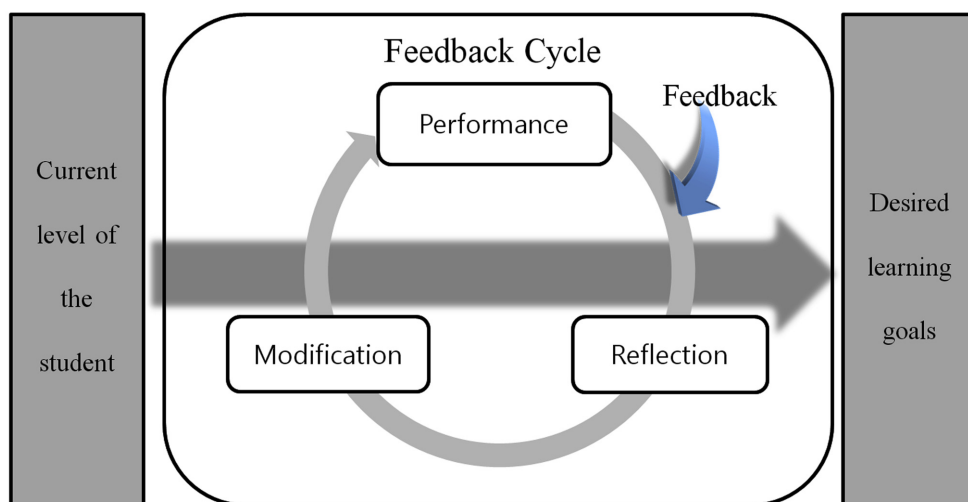 Feedback Cycle
Performance
Feedback
Current
level of
the
student
Desired
learning
goals
Modification
Reflection